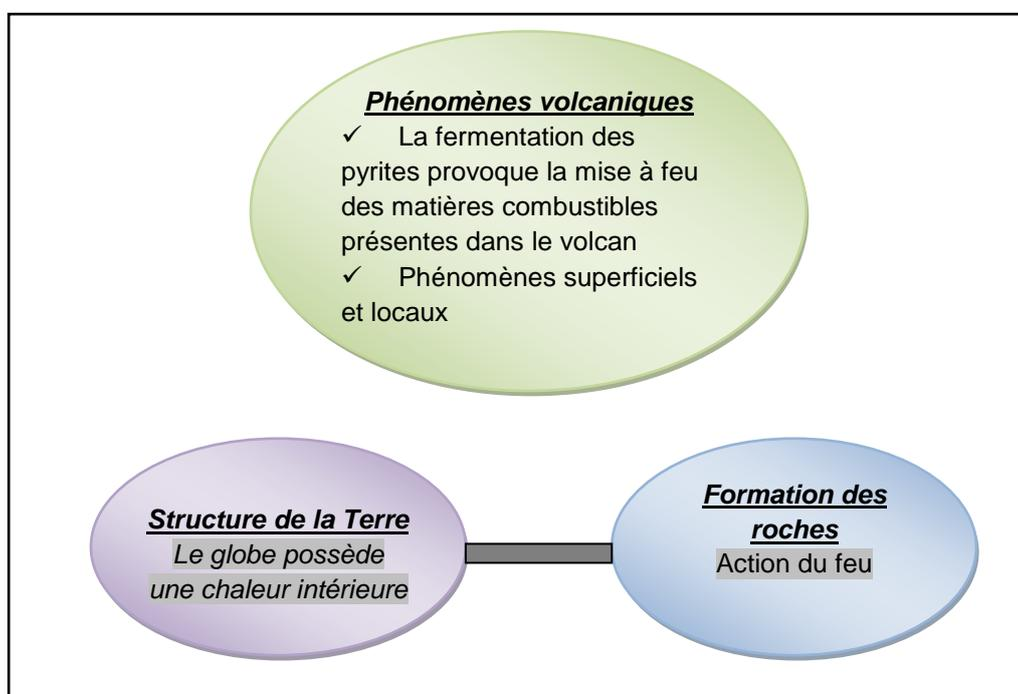 Phénomènes volcaniques
✓ La fermentation des
pyrites provoque la mise à feu
des matières combustibles
présentes dans le volcan
✓ Phénomènes superficiels
et locaux
Structure de la Terre
Le globe possède
une chaleur intérieure
Formation des
roches
Action du feu